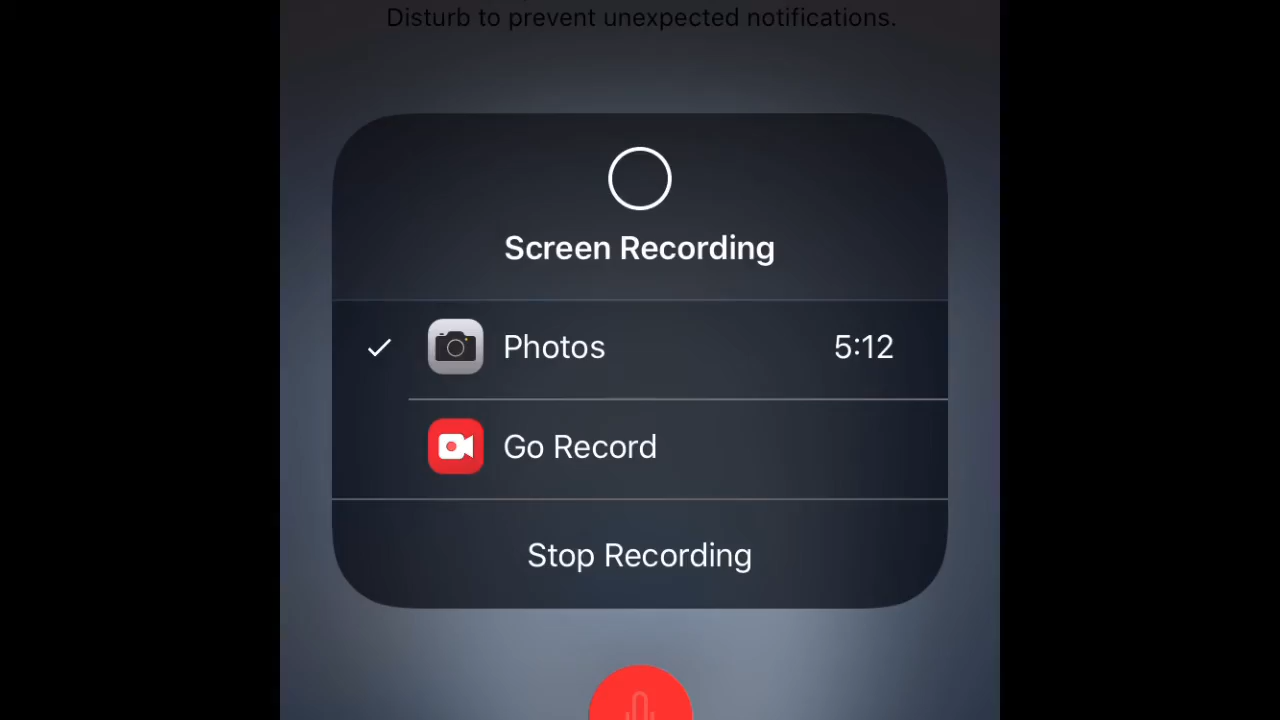 Disturb to prevent unexpected notifications.
Screen Recording
Photos 5:12
Go Record
Stop Recording